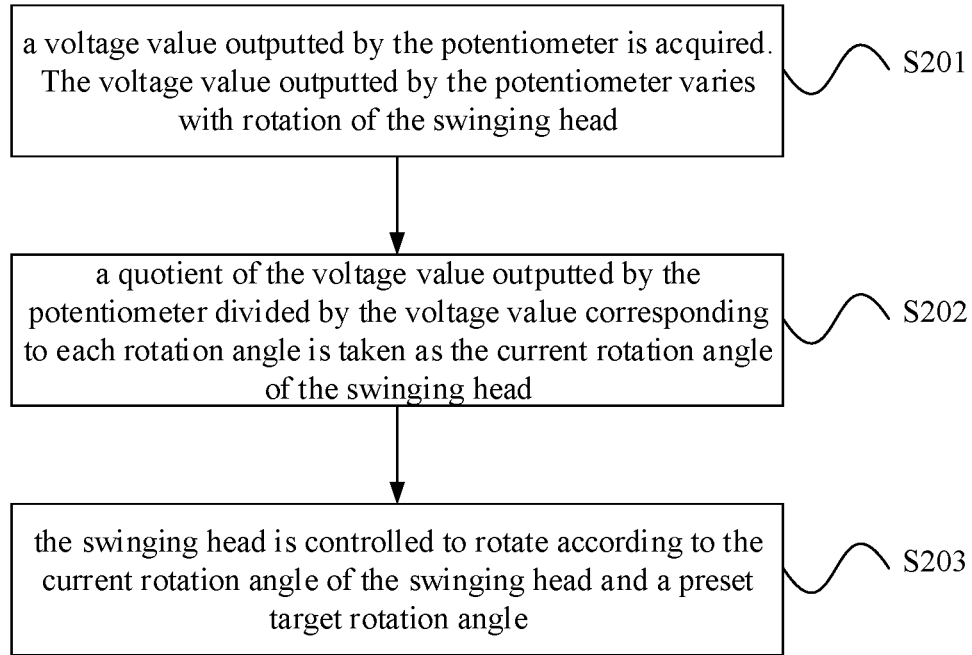 a voltage value outputted by the potentiometer is acquired.
The voltage value outputted by the potentiometer varies
with rotation of the swinging head
S201
a quotient of the voltage value outputted by the
potentiometer divided by the voltage value corresponding
to each rotation angle is taken as the current rotation angle
of the swinging head
S202
the swinging head is controlled to rotate according to the
current rotation angle of the swinging head and a preset
target rotation angle
S203